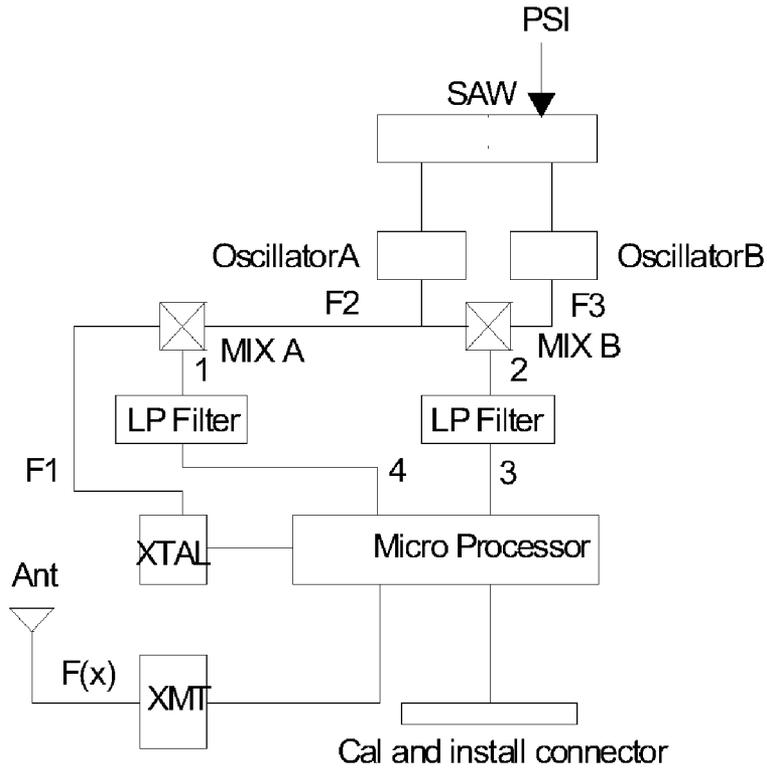 PSI
SAW
OscillatorA
OscillatorB
F2
F3
MIX A
MIX B
1
2
LP Filter
LP Filter
F1
4
3
XTAL
Micro Processor
Ant
F(x)
XMT
Cal and install connector